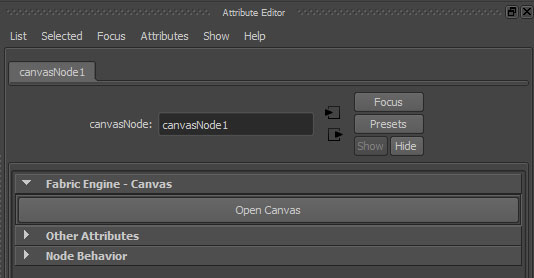 Attribute Editor
List Selected Focus Attributes Show Help
canvasNode1
Focus
canvasNode: canvasNode1
Presets
Show Hide
Fabric Engine - Canvas
Open Canvas
Other Attributes
Node Behavior